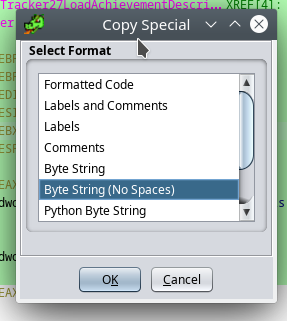 Tracker27LoadAchievementDescri... XREF[4]:
er
Copy Special
Select Format
Formatted Code
Labels and Comments
Labels
Comments
Byte String
Byte String (No Spaces)
Python Byte String
OK
Cancel